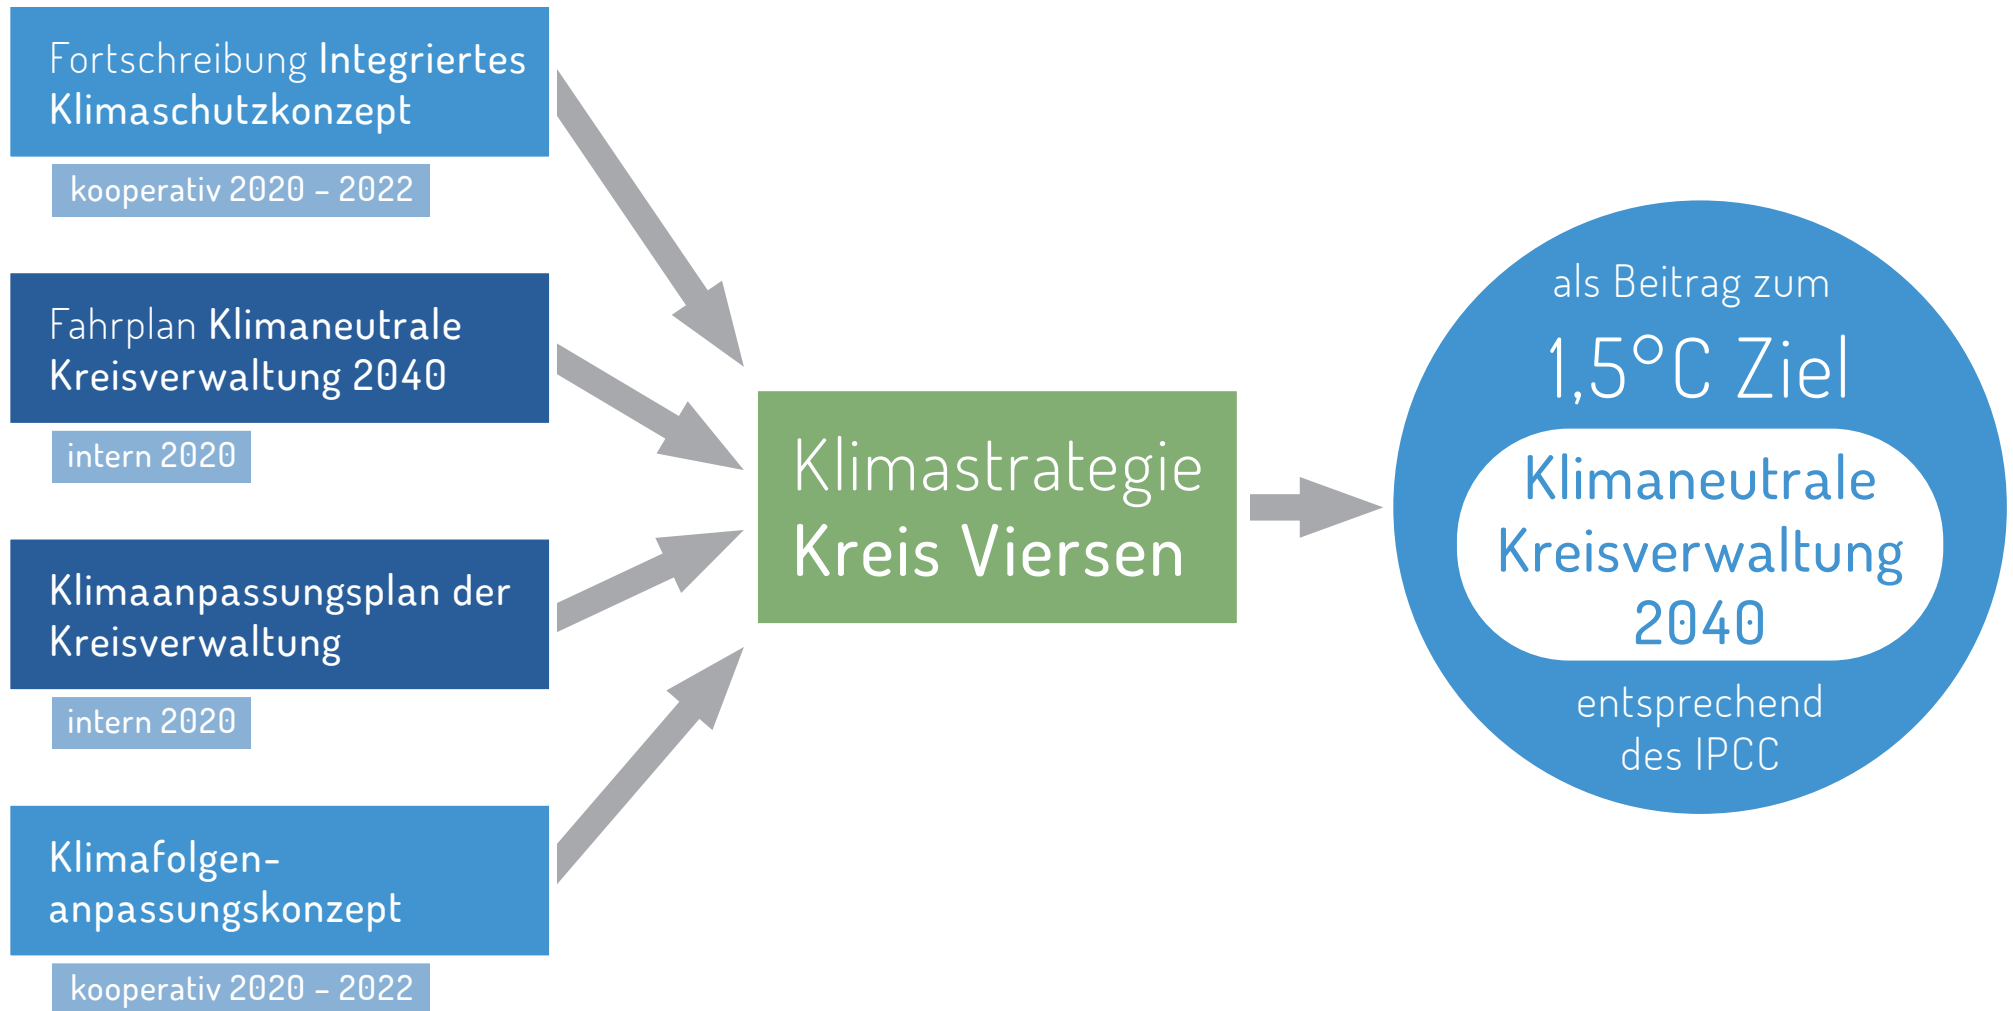 Fortschreibung Integriertes
Klimaschutzkonzept
kooperativ 2020 – 2022
Fahrplan Klimaneutrale
Kreisverwaltung 2040
intern 2020
Klimaanpassungsplan der
Kreisverwaltung
intern 2020
Klimafolgen-
anpassungskonzept
kooperativ 2020 – 2022
Klimastrategie
Kreis Viersen
als Beitrag zum
1,5°C Ziel
Klimaneutrale
Kreisverwaltung
2040
entsprechend
des IPCC